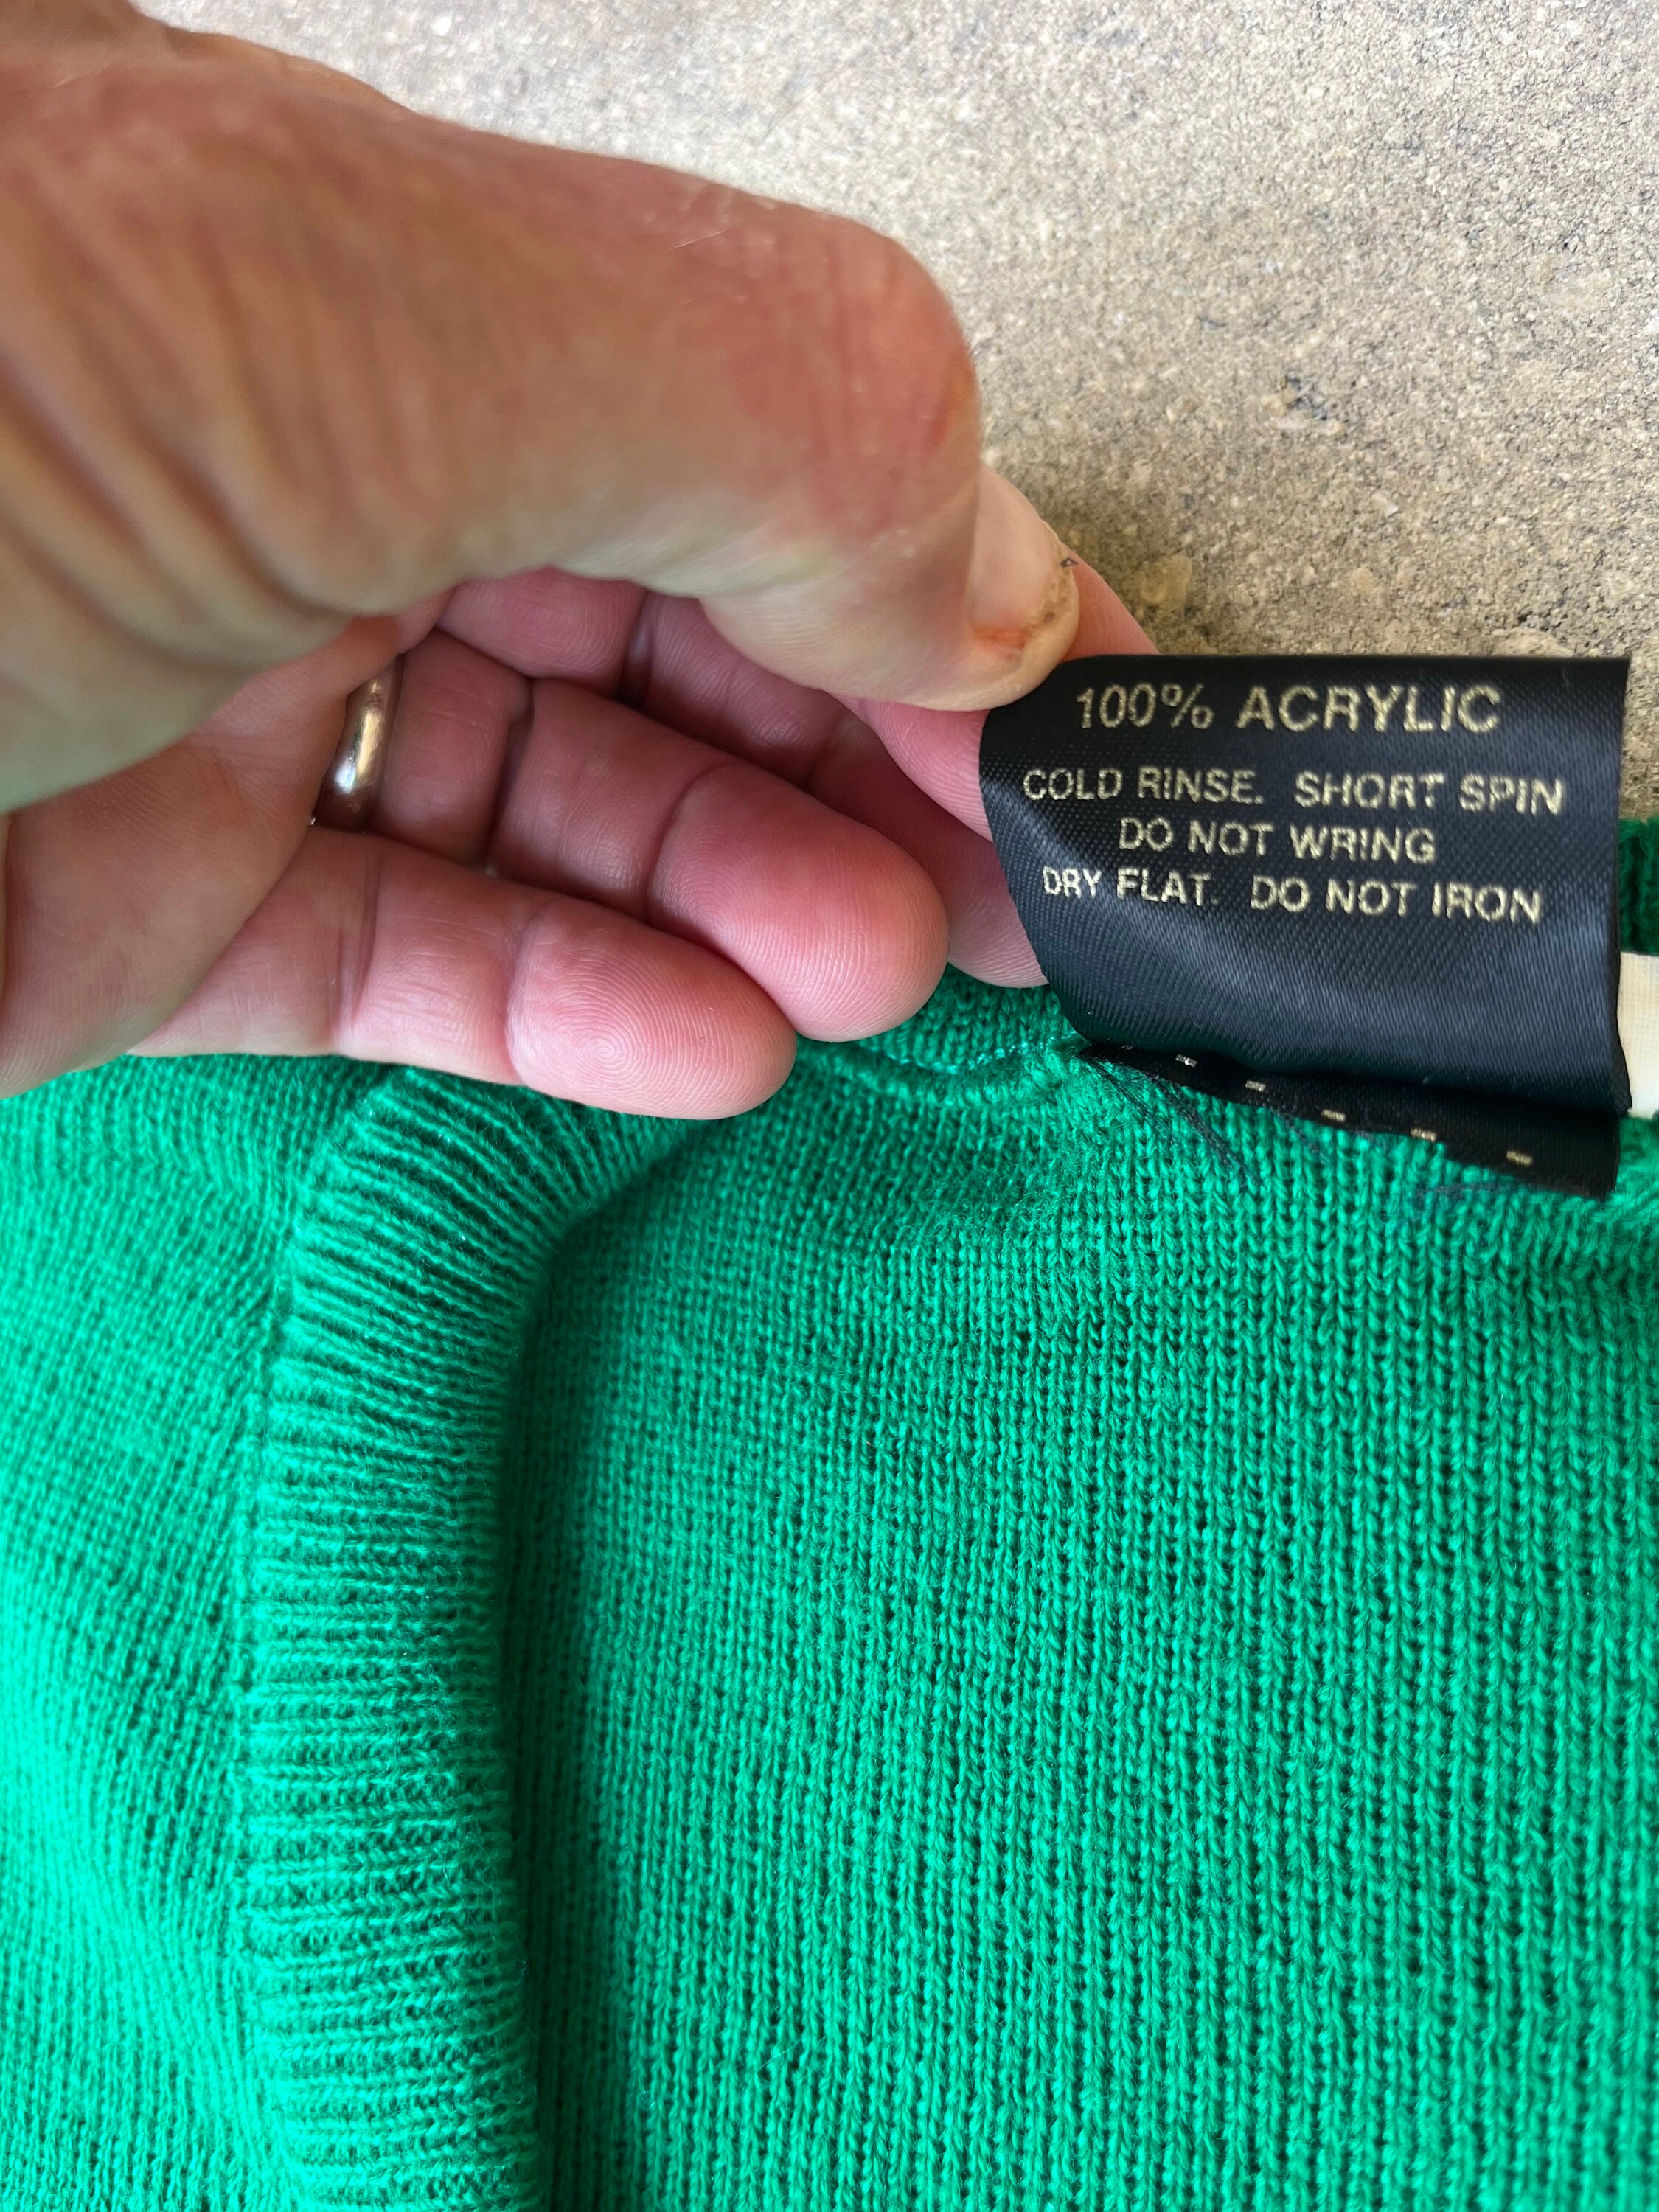 100% ACRYLIC
COLD RINSE. SHORT SPIN
DO NOT WRING
DRY FLAT. DO NOT IRON